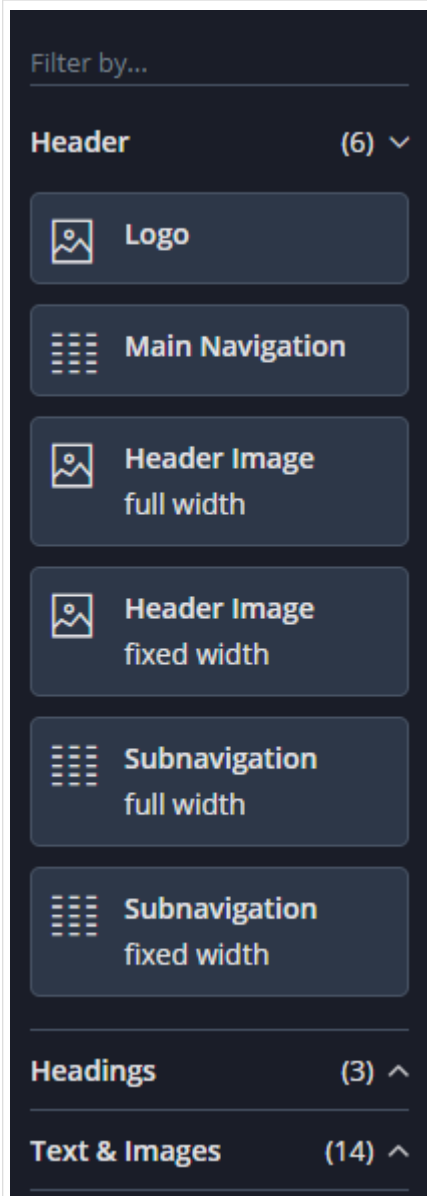 Filter by...
Header (6)
Logo
Main Navigation
Header Image
full width
Header Image
fixed width
Subnavigation
full width
Subnavigation
fixed width
Headings (3)
Text & Images (14)